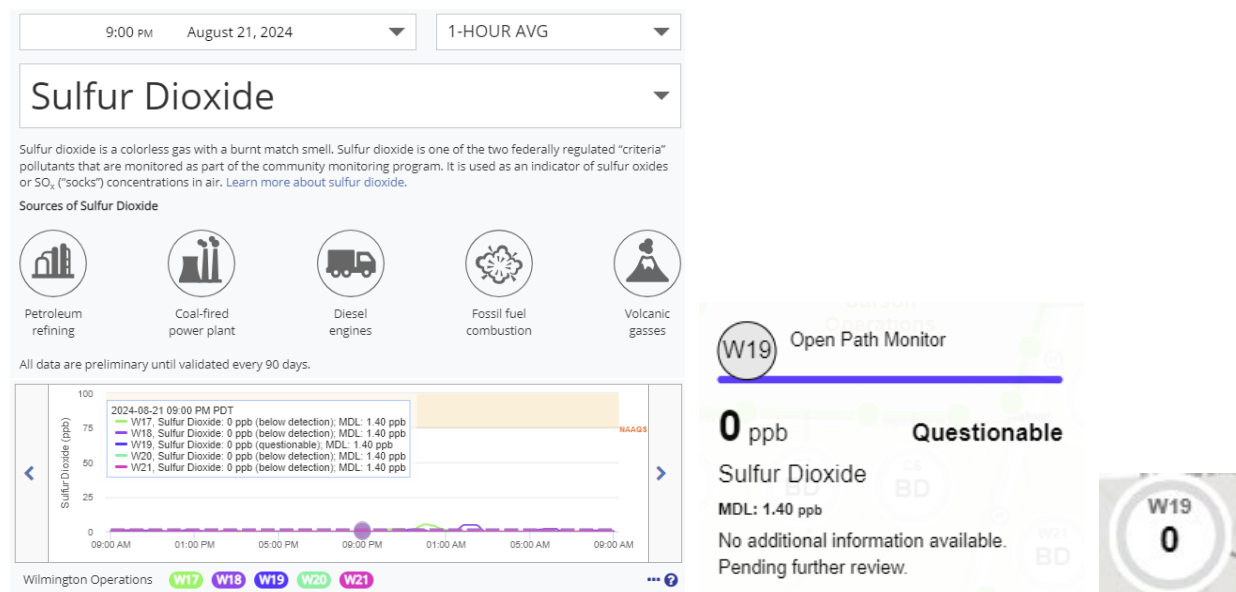 9:00 PM August 21, 2024
1-HOUR AVG
Sulfur Dioxide
Sulfur dioxide is a colorless gas with a burnt match smell. Sulfur dioxide is one of the two federally regulated “criteria”
pollutants that are monitored as part of the community monitoring program. It is used as an indicator of sulfur oxides
or SOx (“socks”) concentrations in air. Learn more about sulfur dioxide.
Sources of Sulfur Dioxide
Petroleum
refining
Coal-fired
power plant
Diesel
engines
Fossil fuel
combustion
Volcanic
gasses
All data are preliminary until validated every 90 days.
Sulfur Dioxide (ppb)
100
75
50
25
0
2024-08-21 09:00 PM PDT
W17, Sulfur Dioxide: 0 ppb (below detection); MDL: 1.40 ppb
W18, Sulfur Dioxide: 0 ppb (below detection); MDL: 1.40 ppb
W19, Sulfur Dioxide: 0 ppb (questionable); MDL: 1.40 ppb
W20, Sulfur Dioxide: 0 ppb (below detection); MDL: 1.40 ppb
W21, Sulfur Dioxide: 0 ppb (below detection); MDL: 1.40 ppb
NAAQS
09:00 AM 01:00 PM 05:00 PM 09:00 PM 01:00 AM 05:00 AM 09:00 AM
Wilmington Operations W17 W18 W19 W20 W21 ... ?
Operations
W19 Open Path Monitor
0 ppb Questionable
Sulfur Dioxide
C6
BD
BD
MDL: 1.40 ppb
No additional information available.
Pending further review.
W21
BD
W19
0